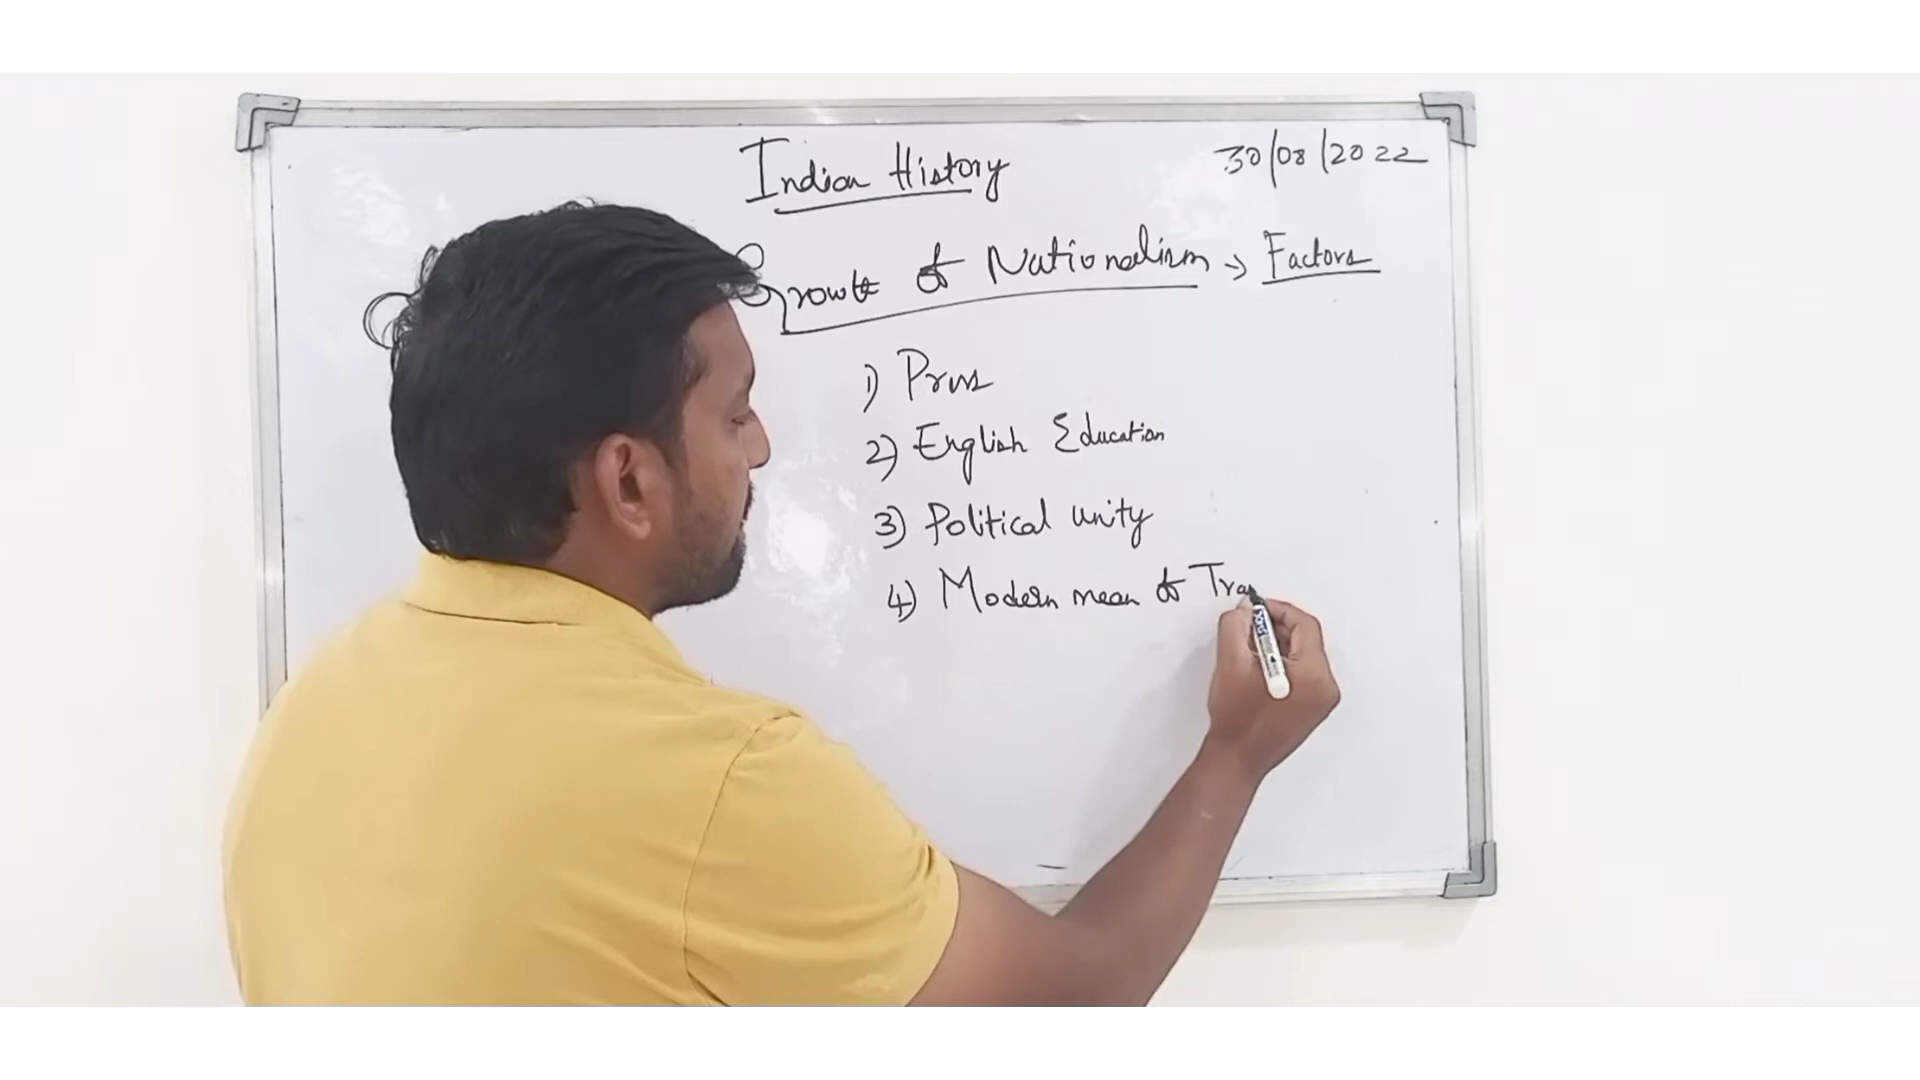 Indian History
30/08/2022
Growth of Nationalism → Factors
1) Press
2) English Education
3) Political Unity
4) Modern mean of Tra